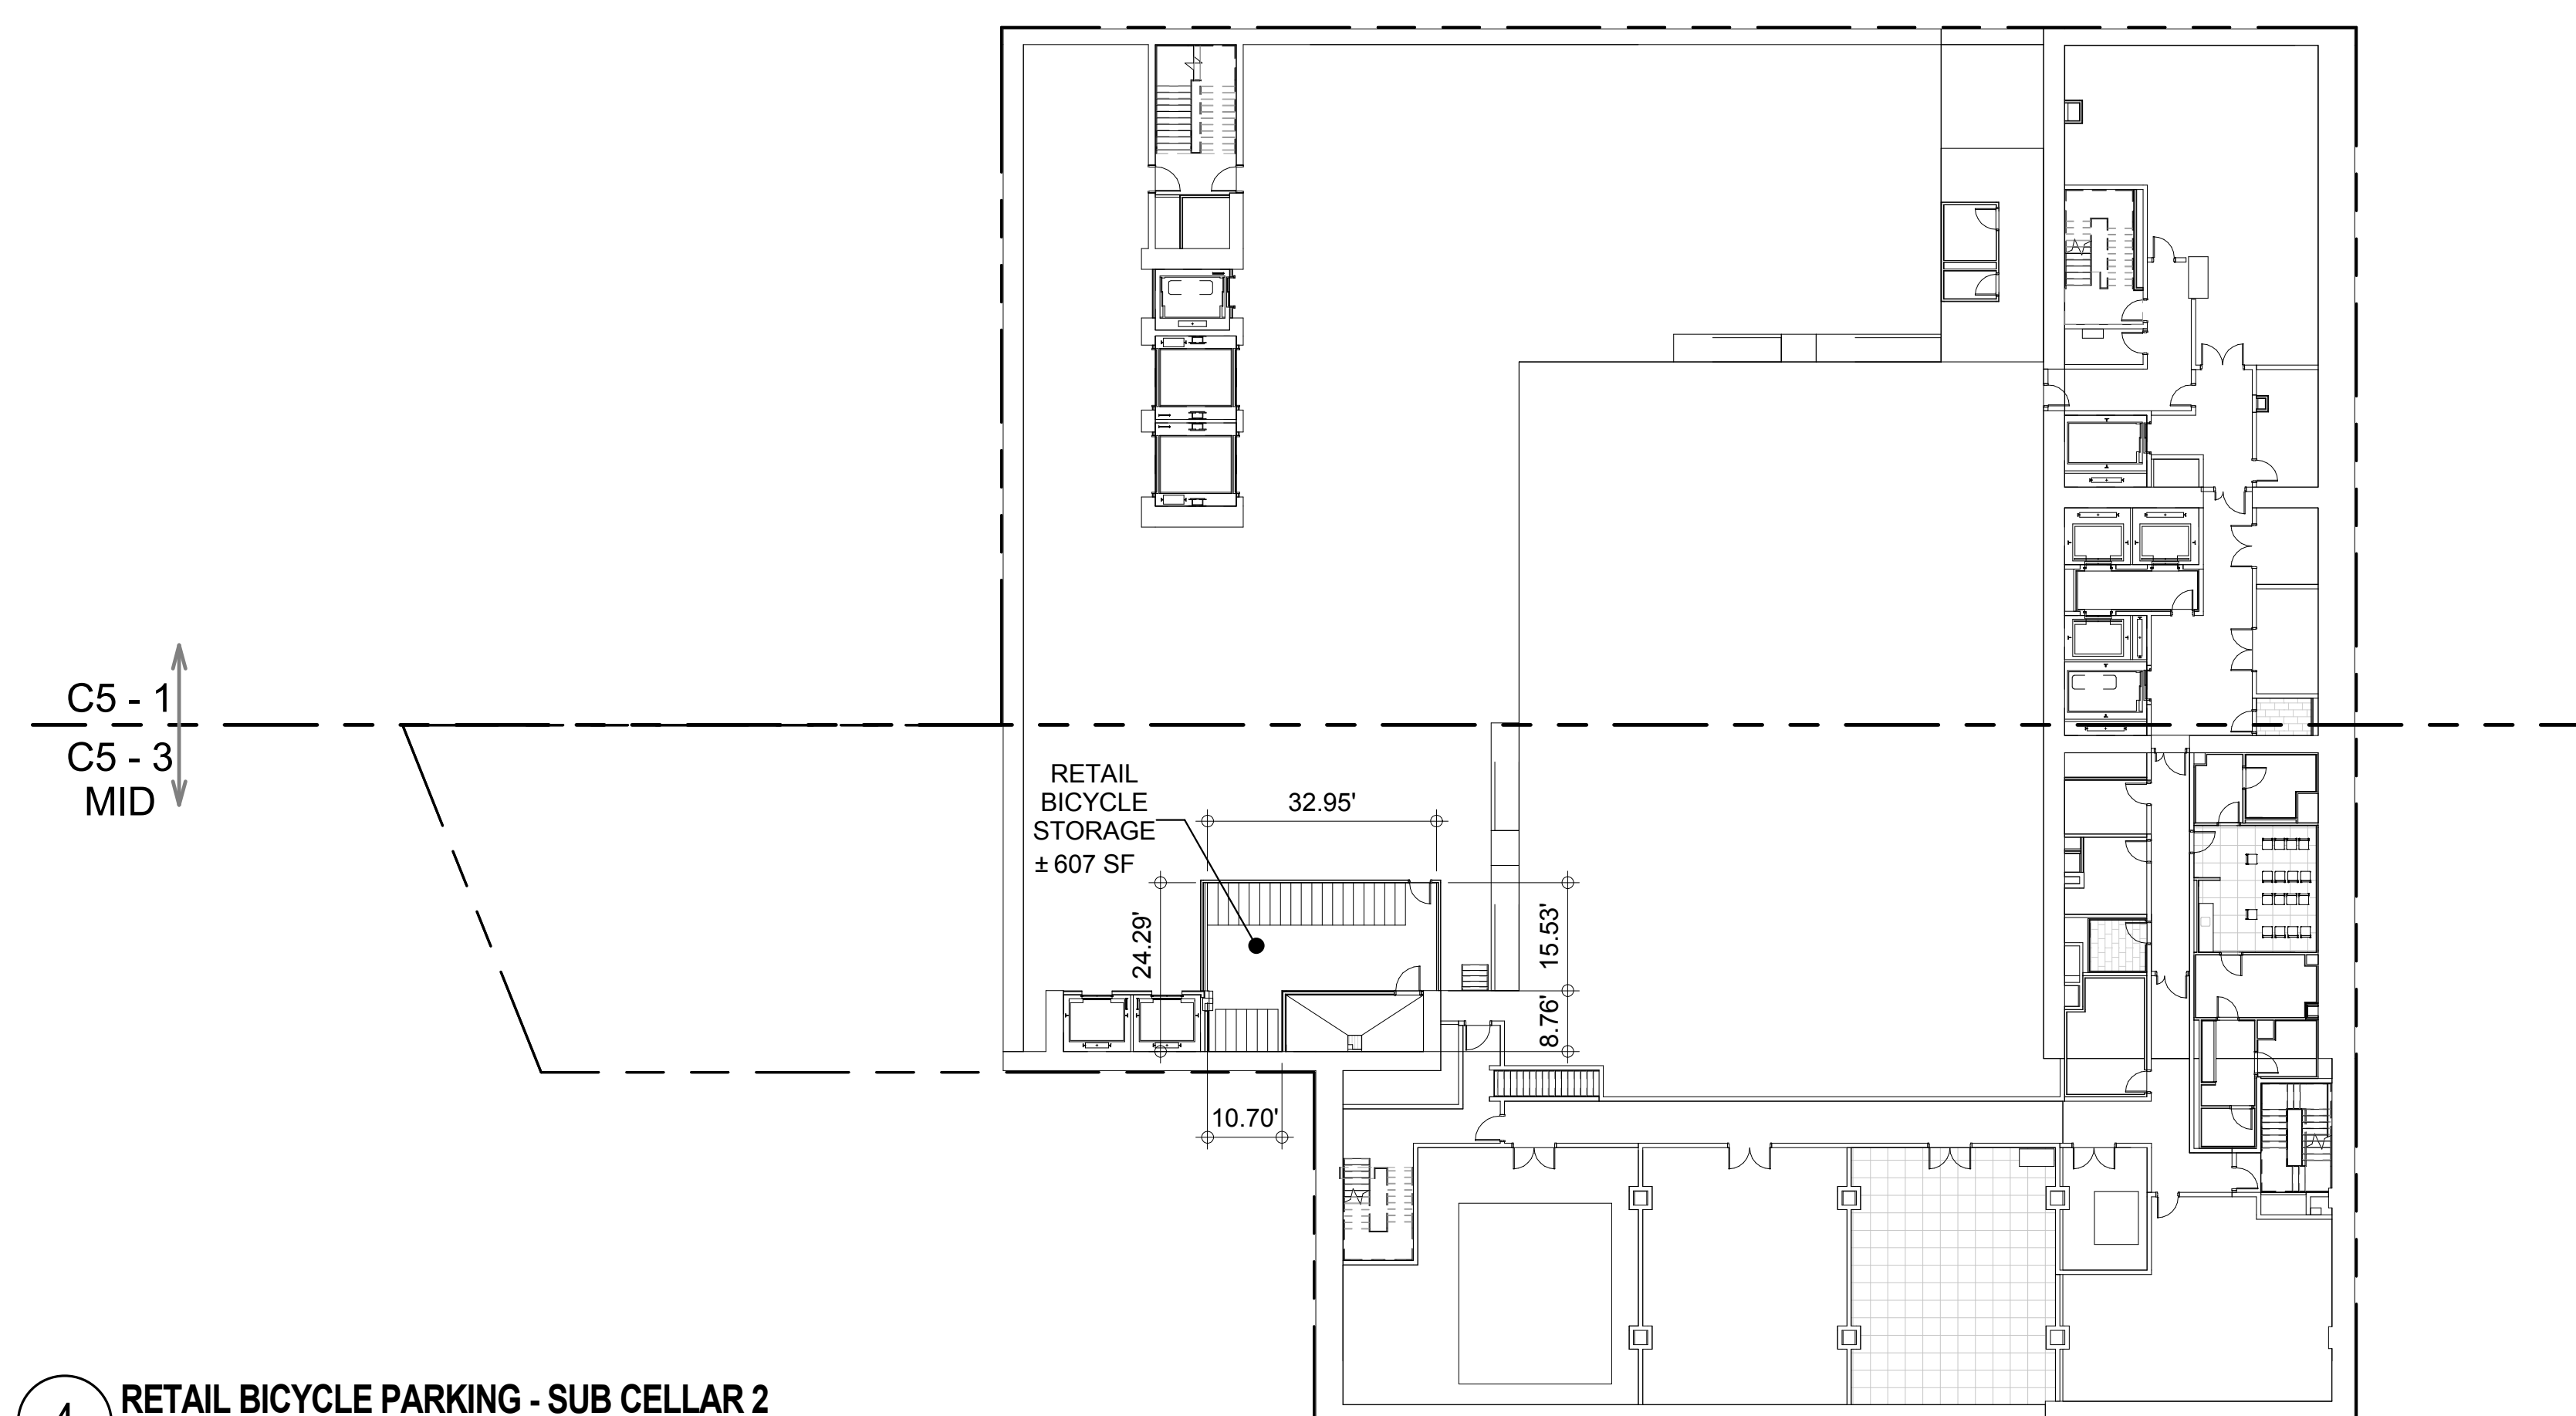 C5 - 1
C5 - 3
MID
RETAIL
BICYCLE
STORAGE
± 607 SF
32.95'
24.29'
15.53'
8.76'
10.70'
RETAIL BICYCLE PARKING - SUB CELLAR 2